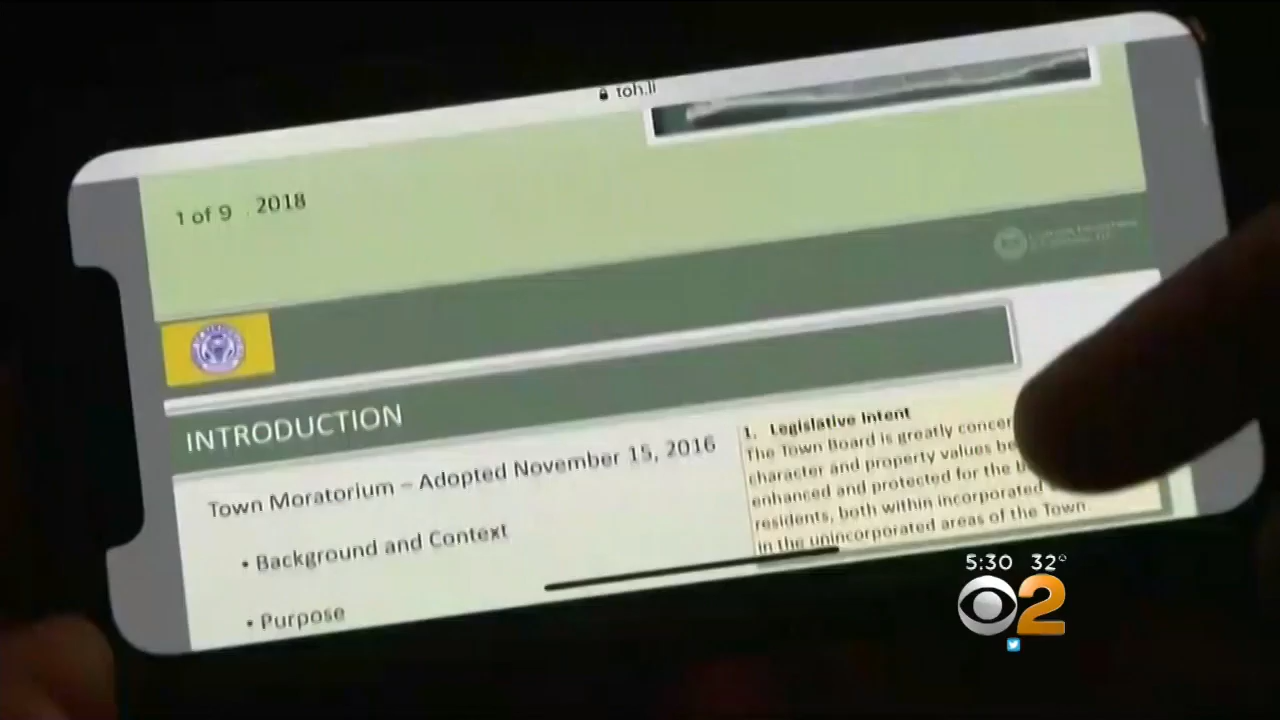 toh.li
1 of 9 2018
INTRODUCTION
Town Moratorium – Adopted November 15, 2016
• Background and Context
• Purpose
1. Legislative Intent
The Town Board is greatly concer
character and property values be
enhanced and protected for the
residents, both within incorporated
in the unincorporated areas of the Town.
5:30 32°
2